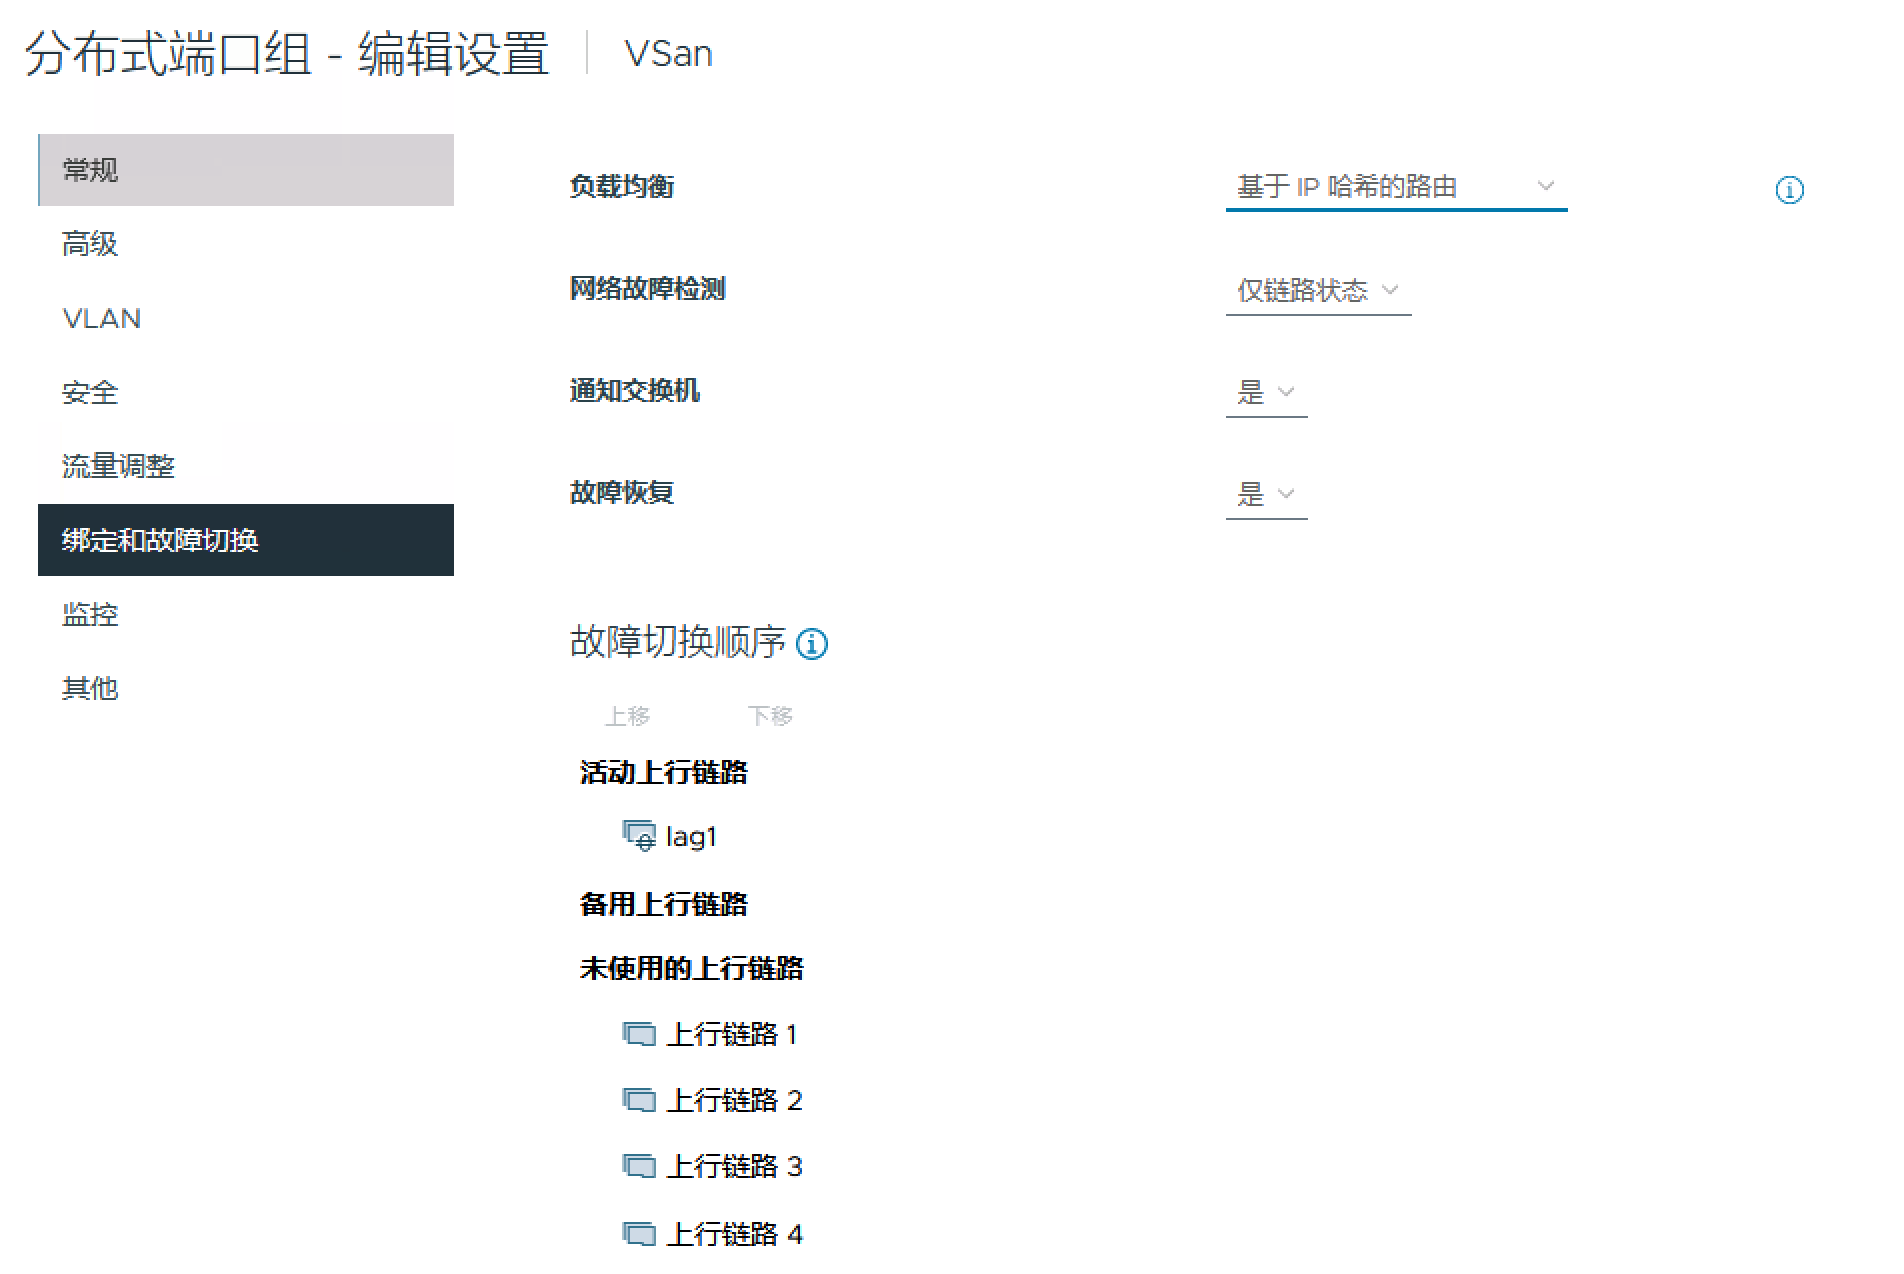 分布式端口组 - 编辑设置 VSan
常规
高级
VLAN
安全
流量调整
绑定和故障切换
监控
其他
负载均衡 基于 IP 哈希的路由
网络故障检测 仅链路状态
通知交换机 是
故障恢复 是
故障切换顺序
上移 下移
活动上行链路
lag1
备用上行链路
未使用的上行链路
上行链路 1
上行链路 2
上行链路 3
上行链路 4